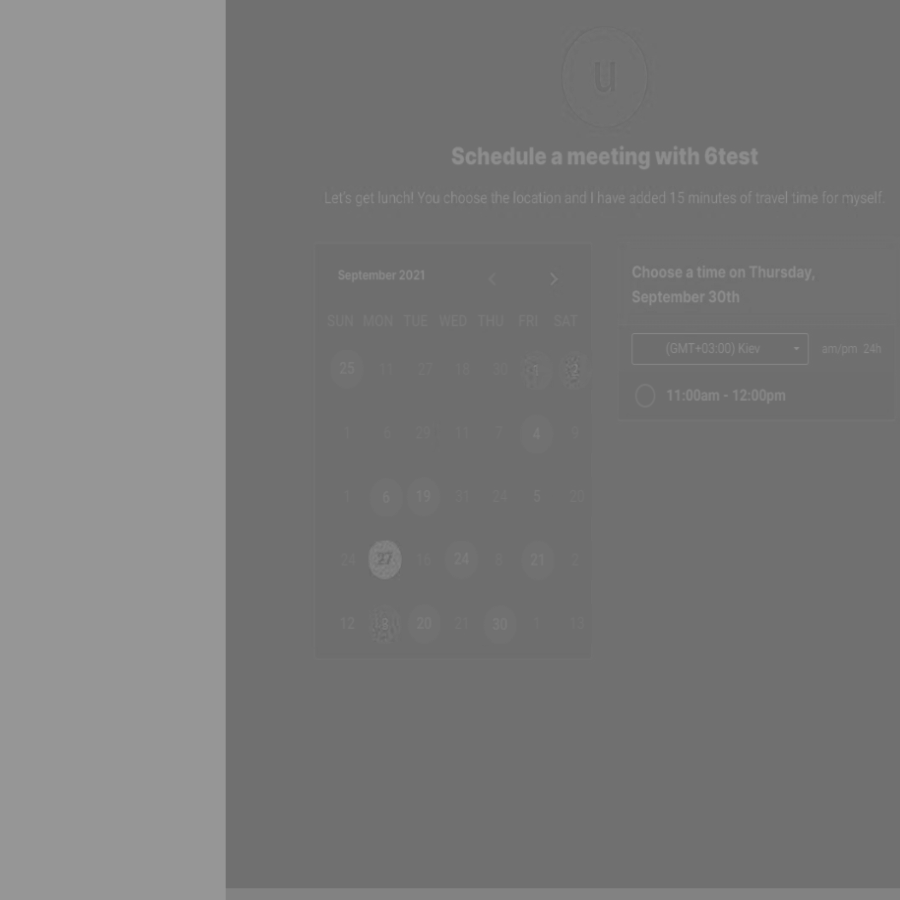 U
Schedule a meeting with 6test
Let's get lunch! You choose the location and I have added 15 minutes of travel time for myself.
September 2021
SUN MON TUE WED THU FRI SAT
25 11 27 18 30 1 2
1 6 29 11 7 4 9
1 6 19 31 24 5 20
24 27 16 24 8 21 2
12 18 20 21 30 1 13
Choose a time on Thursday,
September 30th
(GMT+03:00) Kiev am/pm 24h
11:00am - 12:00pm